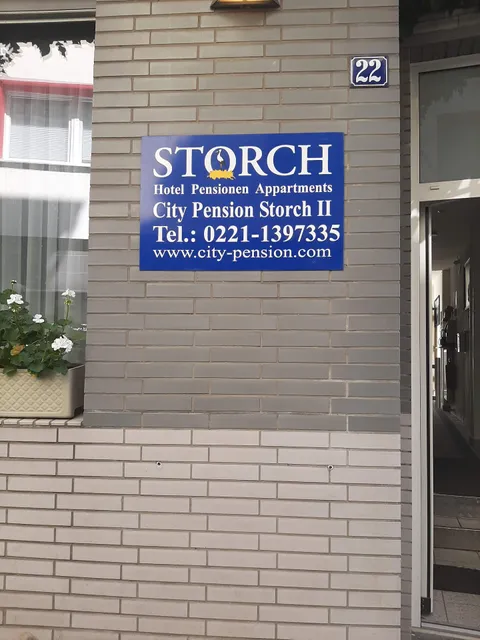 22
STORCH
Hotel Pensionen Appartments
City Pension Storch II
Tel.: 0221-1397335
www.city-pension.com